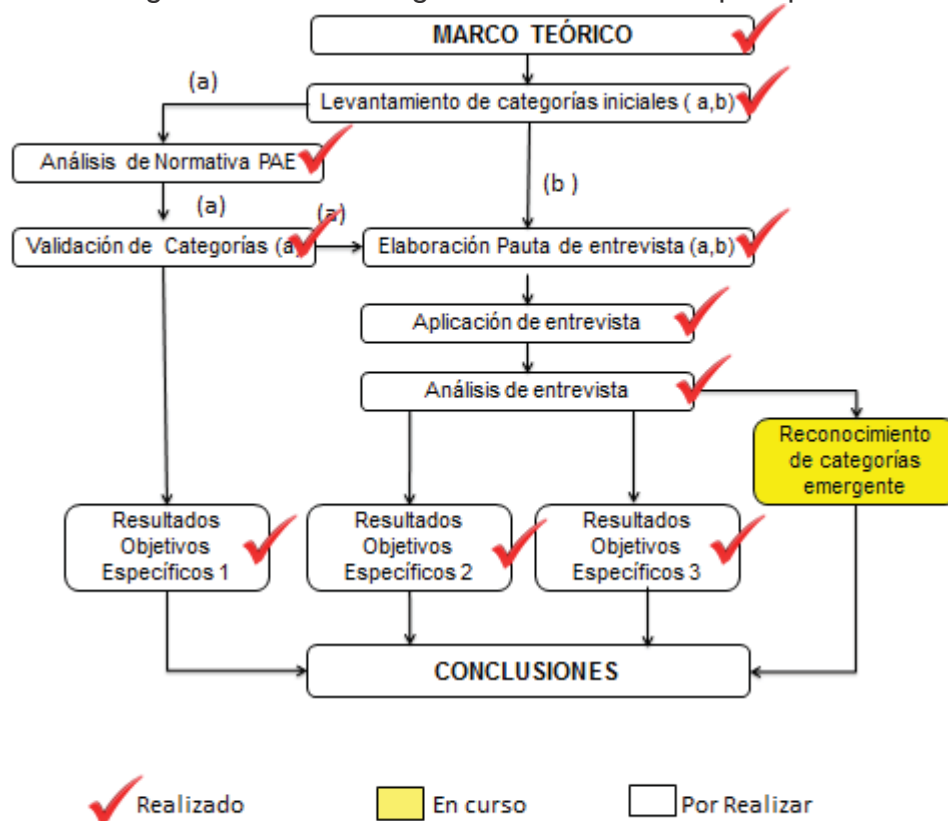 MARCO TEÓRICO
(a)
Levantamiento de categorías iniciales ( a,b)
Análisis de Normativa PAE
(a)
(a)
(b )
Validación de Categorías (a)
Elaboración Pauta de entrevista (a,b)
Aplicación de entrevista
Análisis de entrevista
Reconocimiento
de categorías
emergente
Resultados
Objetivos
Específicos 1
Resultados
Objetivos
Específicos 2
Resultados
Objetivos
Específicos 3
CONCLUSIONES
Realizado
En curso
Por Realizar